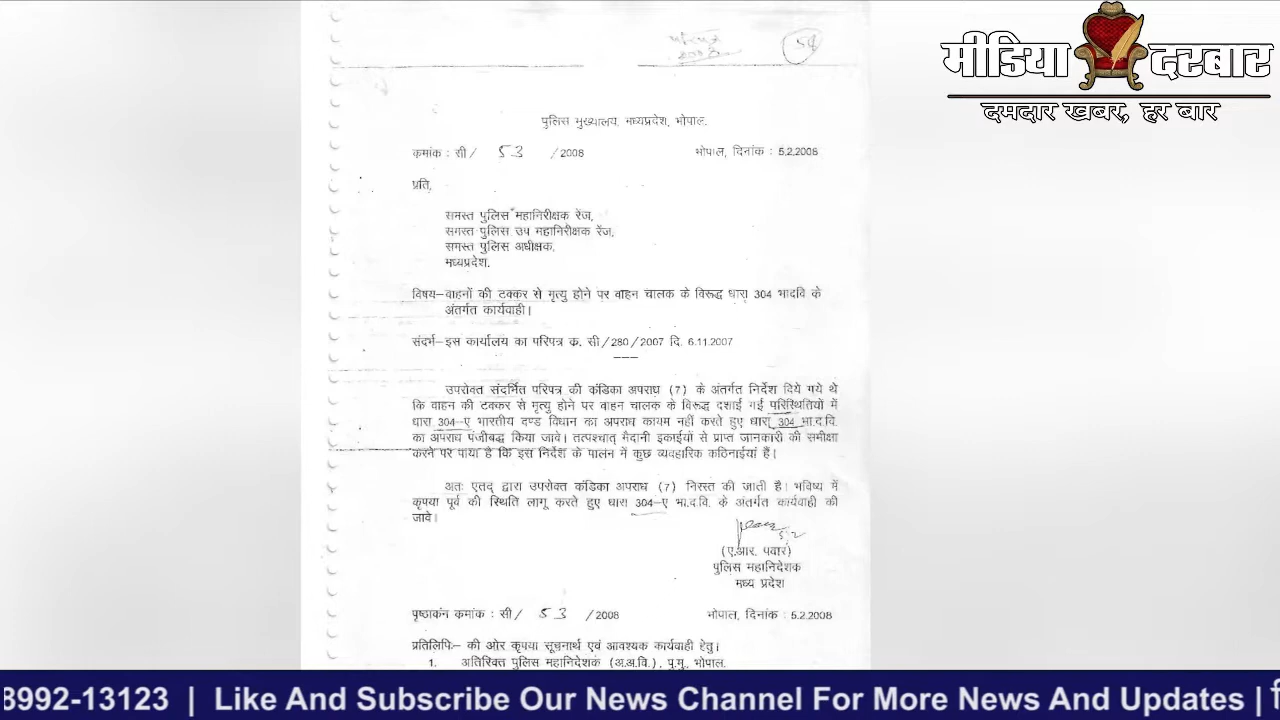 मीडिया दरबार
दमदार खबर, हर बार
54
पुलिस मुख्यालय, मध्यप्रदेश, भोपाल.
कमांक : सी/ 53 /2008 भोपाल, दिनांक : 5.2.2008
प्रति,
समस्त पुलिस महानिरीक्षक रेंज,
समस्त पुलिस उप महानिरीक्षक रेंज,
समस्त पुलिस अधीक्षक,
मध्यप्रदेश.
विषय—वाहनों की टक्कर से मृत्यु होने पर वाहन चालक के विरूद्ध धारा 304 भादवि के
अंतर्गत कार्यवाही।
संदर्भ—इस कार्यालय का परिपत्र क. सी/280/2007 दि. 6.11.2007
उपरोक्त संदर्भित परिपत्र की कंडिका अपराध (7) के अंतर्गत निर्देश दिये गये थे
कि वाहन की टक्कर से मृत्यु होने पर वाहन चालक के विरूद्ध दर्शाई गई परिस्थितियों में
धारा 304-ए भारतीय दण्ड विधान का अपराध कायम नहीं करते हुए धारा 304 भा.द.वि.
का अपराध पंजीबद्ध किया जावे। तत्पश्चात् मैदानी इकाईयों से प्राप्त जानकारी की समीक्षा
करने पर पाया है कि इस निर्देश के पालन में कुछ व्यवहारिक कठिनाईयां हैं।
अतः एतद् द्वारा उपरोक्त कंडिका अपराध (7) निरस्त की जाती है। भविष्य में
कृपया पूर्व की स्थिति लागू करते हुए धारा 304-ए भा.द.वि. के अंतर्गत कार्यवाही की
जावे।
5.2
(ए.आर. पवार)
पुलिस महानिदेशक
मध्य प्रदेश
पृष्ठाकंन कमांक : सी/ 53 /2008 भोपाल, दिनांक : 5.2.2008
प्रतिलिपिः- की ओर कृपया सूचनार्थ एवं आवश्यक कार्यवाही हेतु।
1. अतिरिक्त पुलिस महानिदेशक (अ.अ.वि.), पु.मु., भोपाल.
8992-13123 | Like And Subscribe Our News Channel For More News And Updates |